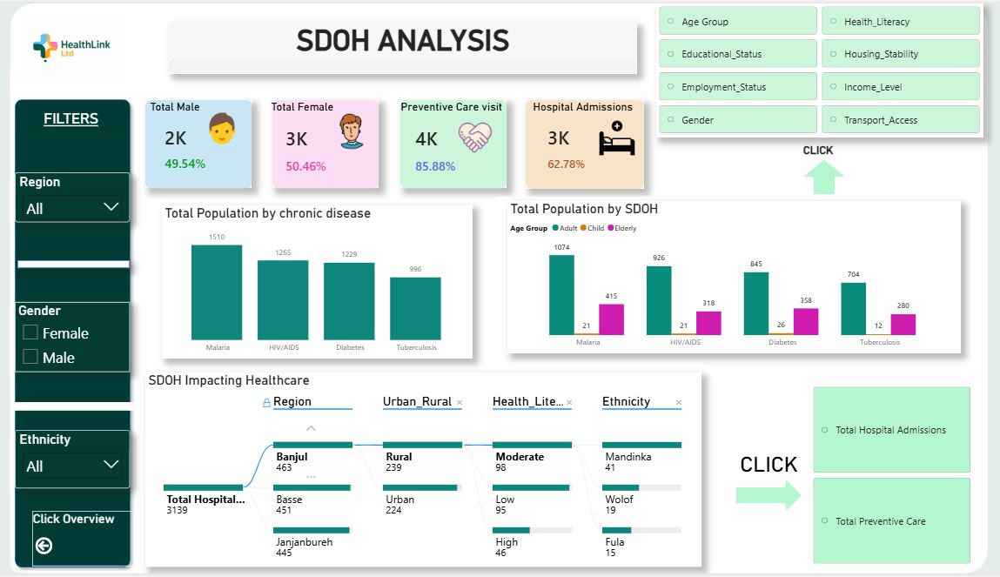 HealthLink
Ltd
SDOH ANALYSIS
Age Group
Health_Literacy
Educational_Status
Housing_Stability
Employment_Status
Income_Level
Gender
Transport_Access
CLICK
FILTERS
Region
All
Gender
Female
Male
Ethnicity
All
Click Overview
Total Male
2K
49.54%
Total Female
3K
50.46%
Preventive Care visit
4K
85.88%
Hospital Admissions
3K
62.78%
Total Population by chronic disease
1510
1265
1229
996
Malaria
HIV/AIDS
Diabetes
Tuberculosis
Total Population by SDOH
Age Group Adult Child Elderly
1074
21
415
926
21
318
845
26
358
704
12
280
Malaria
HIV/AIDS
Diabetes
Tuberculosis
SDOH Impacting Healthcare
Region
Urban_Rural
Health_Lite...
Ethnicity
Total Hospital...
3139
Banjul
463
...
Basse
451
Janjanbureh
445
Rural
239
Urban
224
Moderate
98
Low
95
High
46
Mandinka
41
Wolof
19
Fula
15
CLICK
Total Hospital Admissions
Total Preventive Care